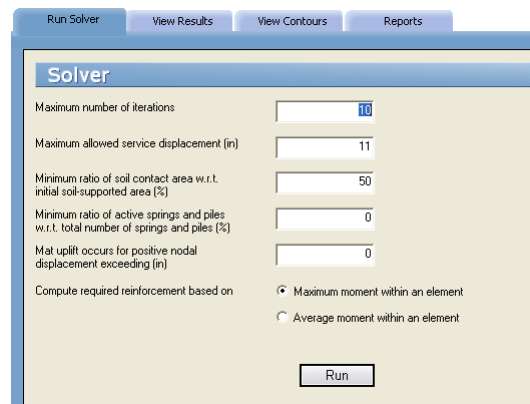 Run Solver View Results View Contours Reports
Solver
Maximum number of iterations 10
Maximum allowed service displacement (in) 11
Minimum ratio of soil contact area w.r.t.
initial soil-supported area (%) 50
Minimum ratio of active springs and piles
w.r.t. total number of springs and piles (%) 0
Mat uplift occurs for positive nodal
displacement exceeding (in) 0
Compute required reinforcement based on Maximum moment within an element
Average moment within an element
Run